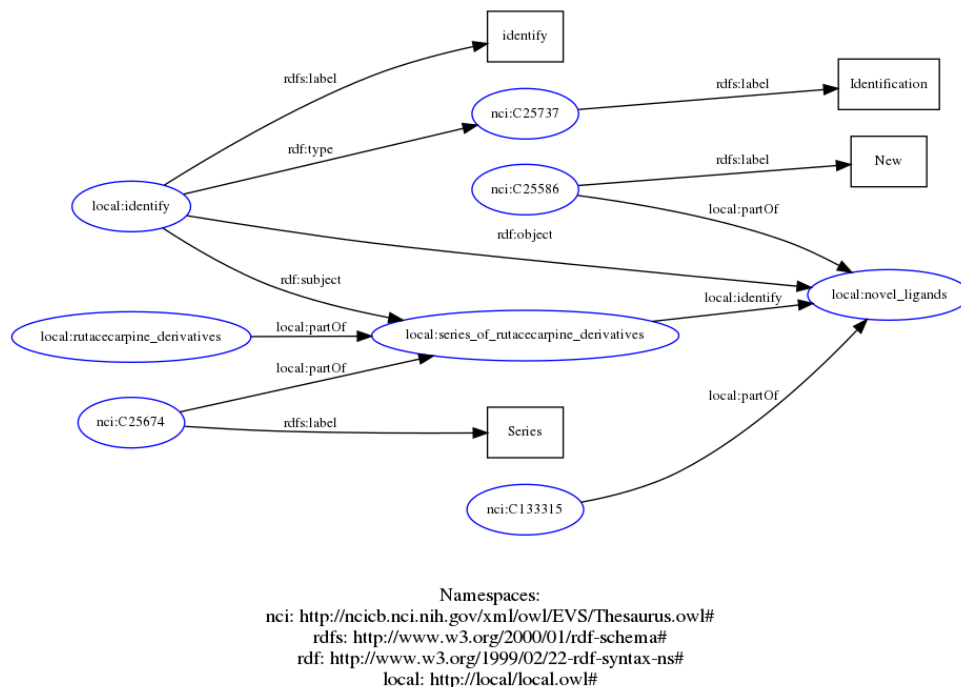 identify
rdfs:label
Identification
rdfs:label
nci:C25737
rdf:type
New
rdfs:label
nci:C25586
local:identify
local:partOf
rdf:object
rdf:subject
local:novel_ligands
local:identify
local:partOf
local:rutacecarpine_derivatives
local:series_of_rutacecarpine_derivatives
local:partOf
local:partOf
nci:C25674
rdfs:label
Series
nci:C133315
Namespaces:
nci: http://ncicb.nci.nih.gov/xml/owl/EVS/Thesaurus.owl#
rdfs: http://www.w3.org/2000/01/rdf-schema#
rdf: http://www.w3.org/1999/02/22-rdf-syntax-ns#
local: http://local/local.owl#